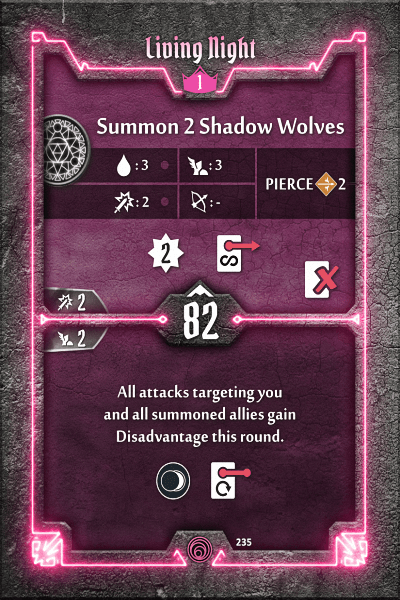 Living Night
1
Summon 2 Shadow Wolves
: 3 : 3
PIERCE 2
: 2 : -
2
2
82
2
All attacks targeting you
and all summoned allies gain
Disadvantage this round.
235